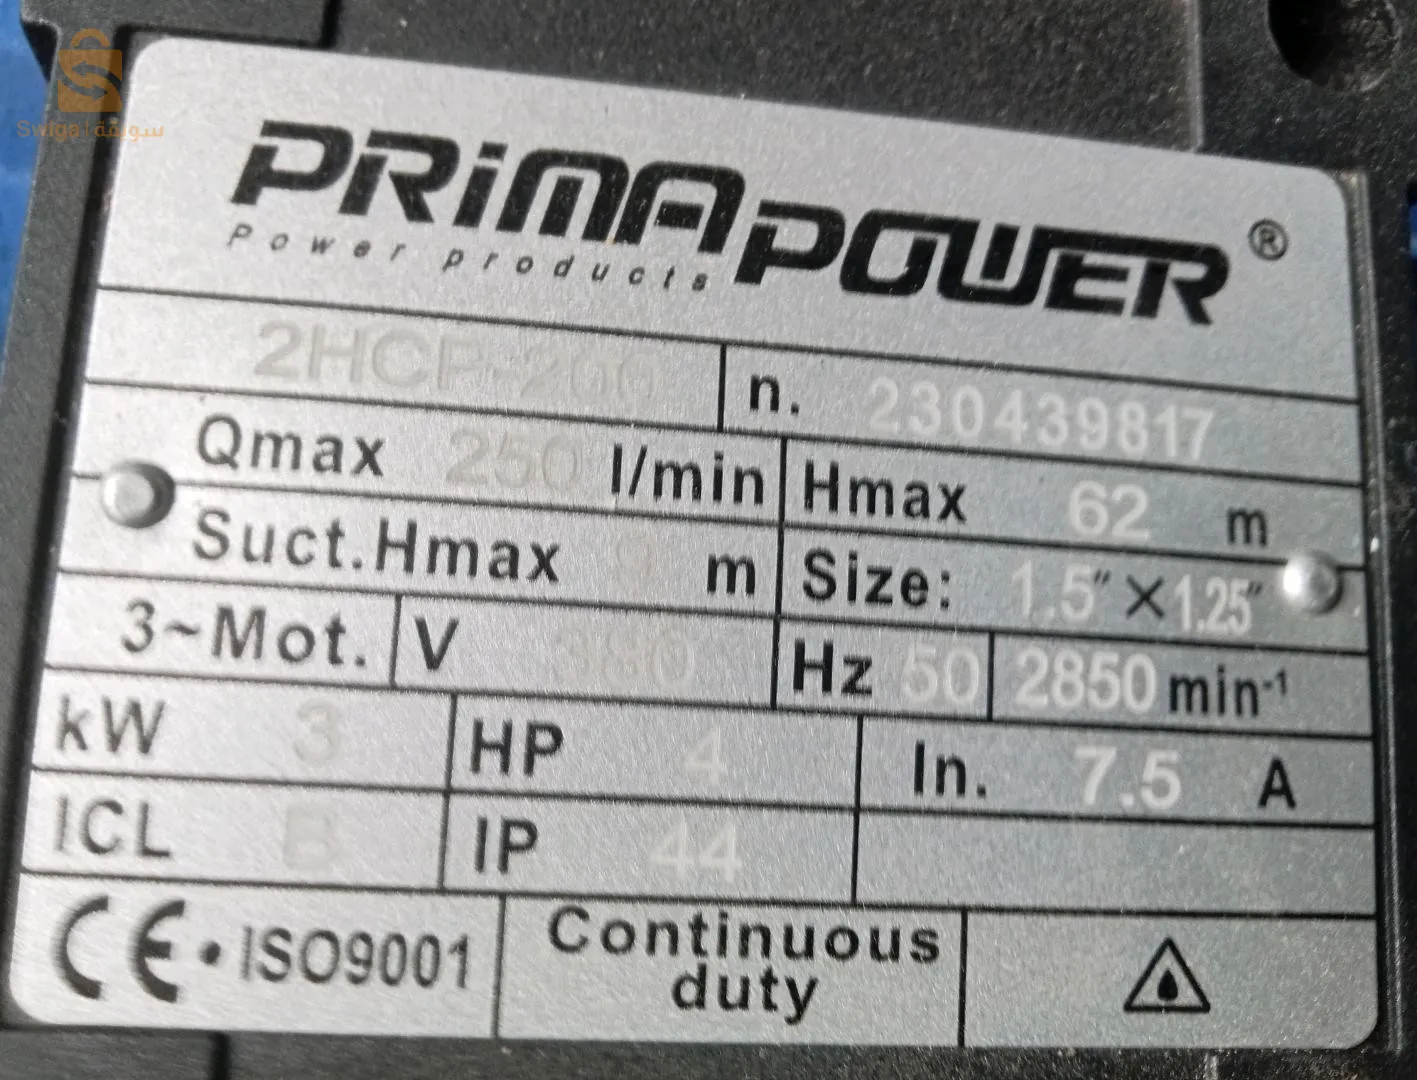 Swiqa سويقة
PRIMAPOWER®
Power products
2HCP-200 n. 230439817
Qmax 250 l/min Hmax 62 m
Suct.Hmax 9 m Size: 1.5" × 1.25"
3~Mot. V 380 Hz 50 2850 min-1
kW 3 HP 4 In. 7.5 A
ICL B IP 44
CE • ISO9001 Continuous duty